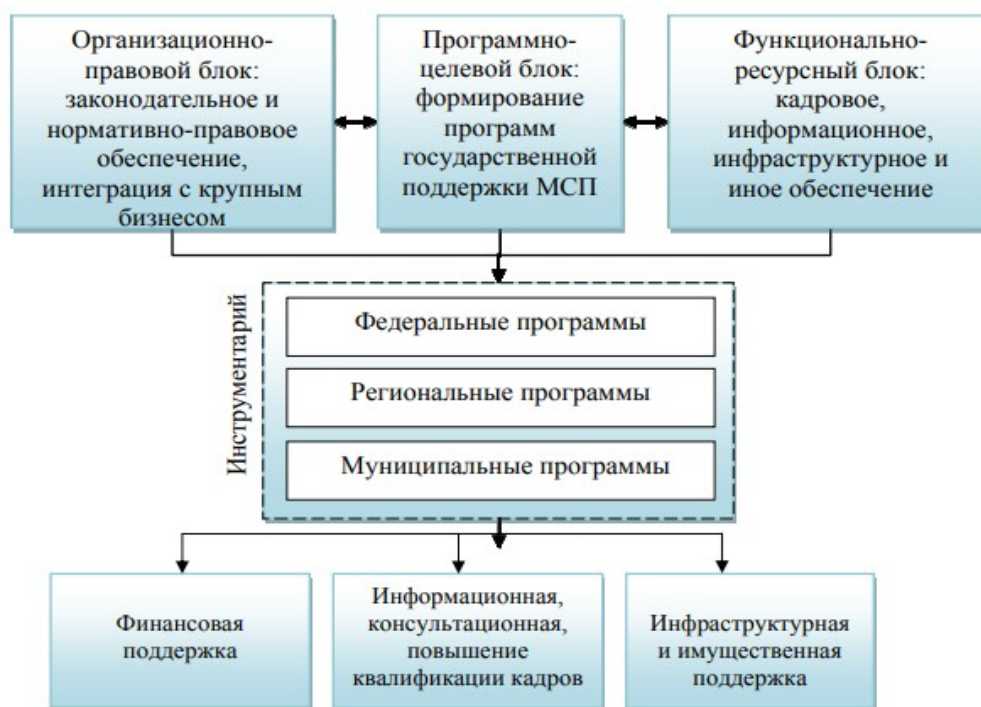 Организационно-
правовой блок:
законодательное и
нормативно-правовое
обеспечение,
интеграция с крупным
бизнесом
Программно-
целевой блок:
формирование
программ
государственной
поддержки МСП
Функционально-
ресурсный блок:
кадровое,
информационное,
инфраструктурное и
иное обеспечение
Инструментарий
Федеральные программы
Региональные программы
Муниципальные программы
Финансовая
поддержка
Информационная,
консультационная,
повышение
квалификации кадров
Инфраструктурная
и имущественная
поддержка